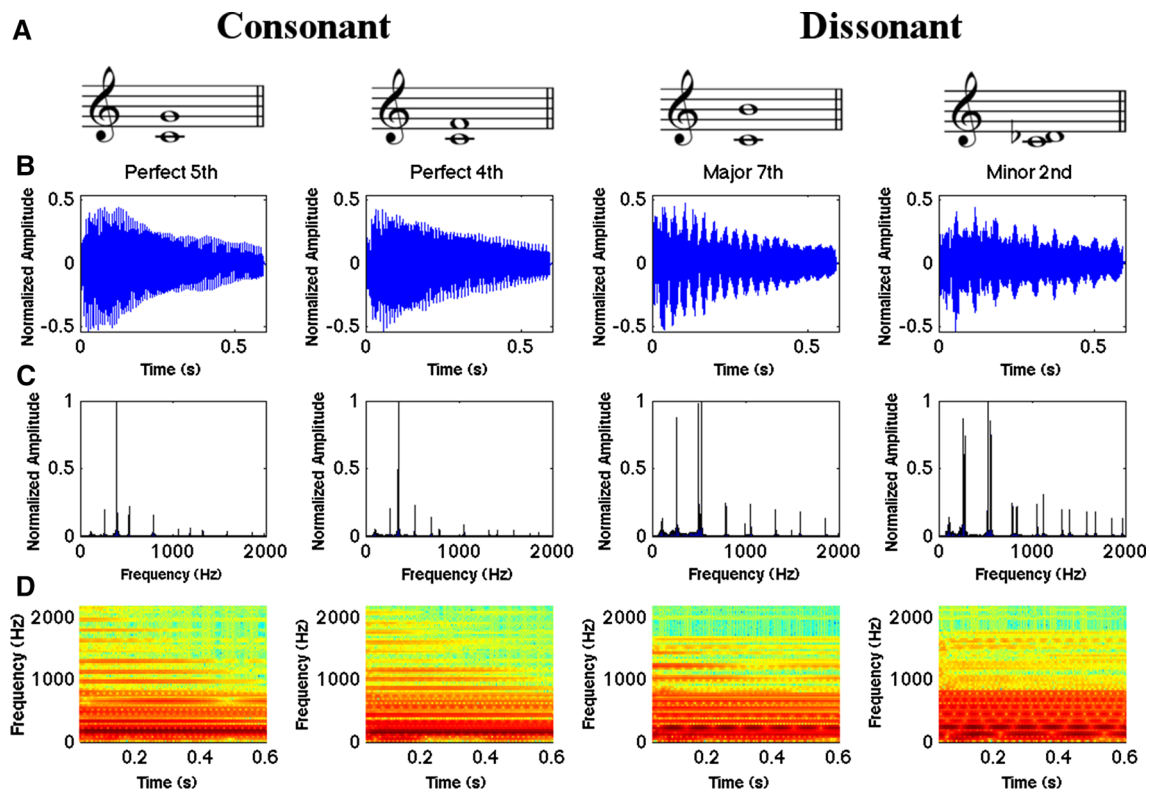 A
Consonant
Dissonant
B
Perfect 5th
Perfect 4th
Major 7th
Minor 2nd
Normalized Amplitude
0.5
0
-0.5
0
0.5
Time (s)
Normalized Amplitude
0.5
0
-0.5
0
0.5
Time (s)
Normalized Amplitude
0.5
0
-0.5
0
0.5
Time (s)
Normalized Amplitude
0.5
0
-0.5
0
0.5
Time (s)
C
Normalized Amplitude
1
0.5
0
0
1000
2000
Frequency (Hz)
Normalized Amplitude
1
0.5
0
0
1000
2000
Frequency (Hz)
Normalized Amplitude
1
0.5
0
0
1000
2000
Frequency (Hz)
Normalized Amplitude
1
0.5
0
0
1000
2000
Frequency (Hz)
D
Frequency (Hz)
2000
1000
0
0.2
0.4
0.6
Time (s)
Frequency (Hz)
2000
1000
0
0.2
0.4
0.6
Time (s)
Frequency (Hz)
2000
1000
0
0.2
0.4
0.6
Time (s)
Frequency (Hz)
2000
1000
0
0.2
0.4
0.6
Time (s)